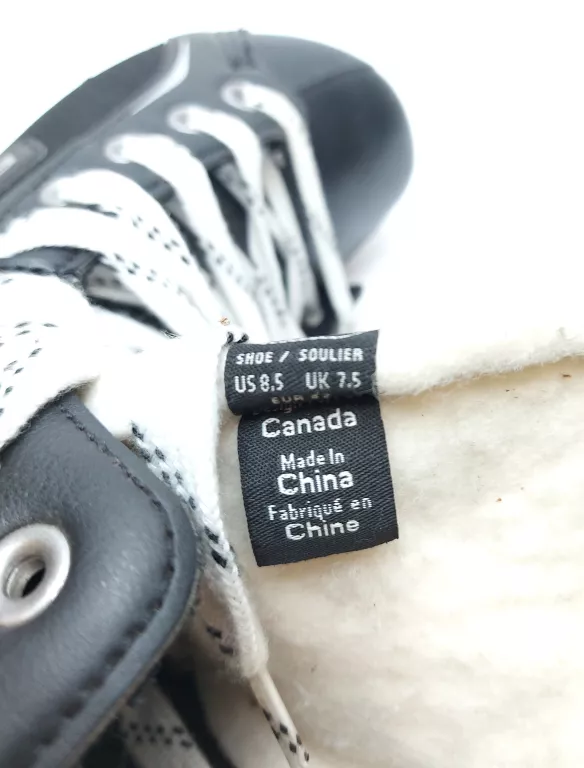 SHOE / SOULIER
US 8.5 UK 7.5
Canada
Made In
China
Fabriqué en
Chine